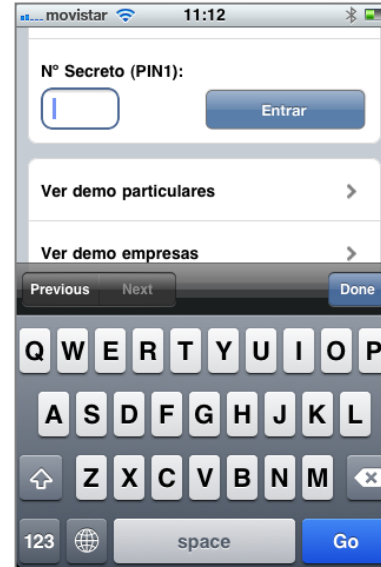 movistar 11:12
Nº Secreto (PIN1):
Entrar
Ver demo particulares
Ver demo empresas
Previous Next Done
Q W E R T Y U I O P
A S D F G H J K L
Z X C V B N M
123 space Go